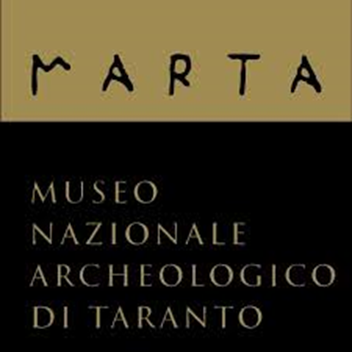 MARTA
MUSEO
NAZIONALE
ARCHEOLOGICO
DI TARANTO